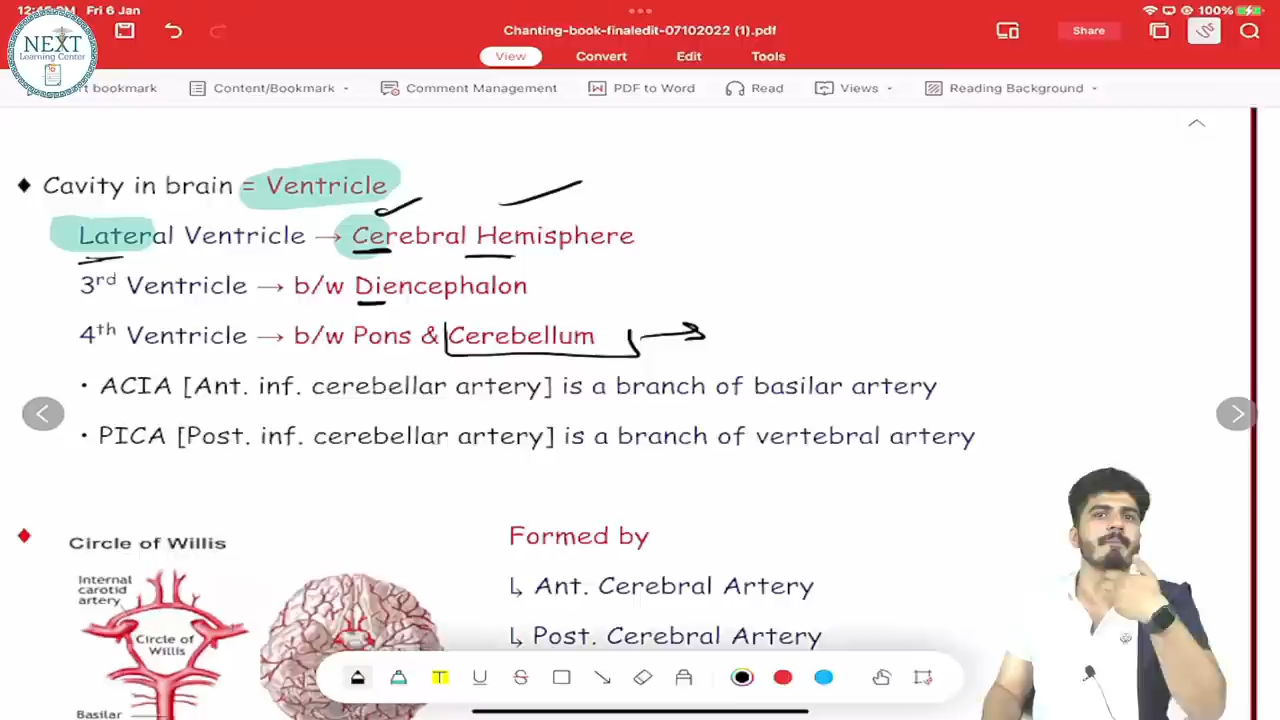 12:46 PM Fri 6 Jan
100%
NEXT
Learning Center
Chanting-book-finaledit-07102022 (1).pdf
Share
View Convert Edit Tools
bookmark Content/Bookmark Comment Management PDF to Word Read Views Reading Background
Cavity in brain = Ventricle
Lateral Ventricle → Cerebral Hemisphere
3rd Ventricle → b/w Diencephalon
4th Ventricle → b/w Pons & Cerebellum
• ACIA [Ant. inf. cerebellar artery] is a branch of basilar artery
• PICA [Post. inf. cerebellar artery] is a branch of vertebral artery
Circle of Willis
Internal
carotid
artery
Circle of
Willis
Basilar
Formed by
↳ Ant. Cerebral Artery
↳ Post. Cerebral Artery